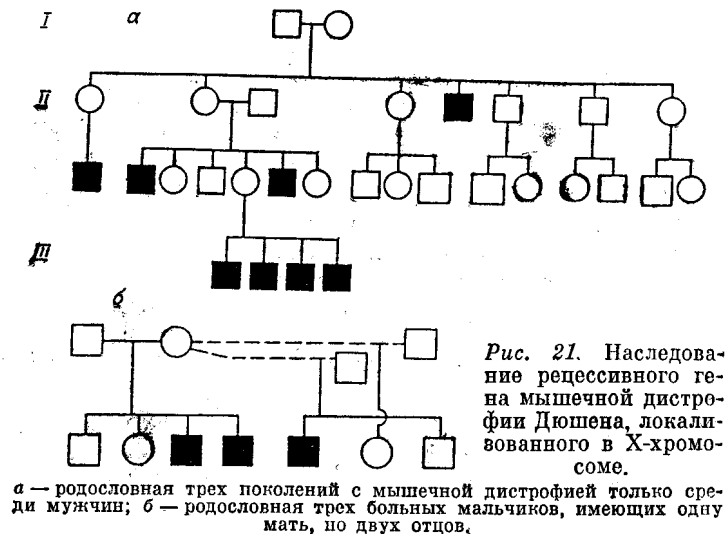 I
а
II
III
б
Рис. 21. Наследова-
ние рецессивного ге-
на мышечной дистро-
фии Дюшена, локали-
зованного в X-хромо-
соме.
а — родословная трех поколений с мышечной дистрофией только сре-
ди мужчин; б — родословная трех больных мальчиков, имеющих одну
мать, но двух отцов.